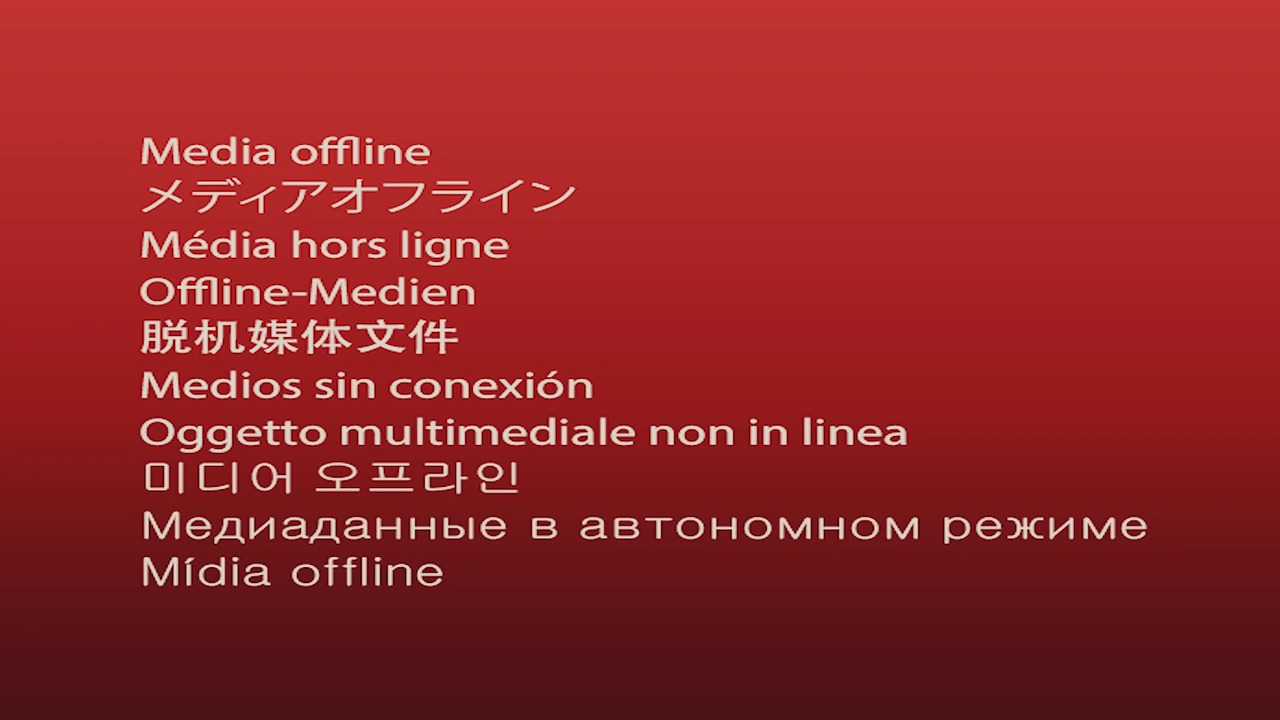 Media offline
メディアオフライン
Média hors ligne
Offline-Medien
脱机媒体文件
Medios sin conexión
Oggetto multimediale non in linea
미디어 오프라인
Медиаданные в автономном режиме
Mídia offline